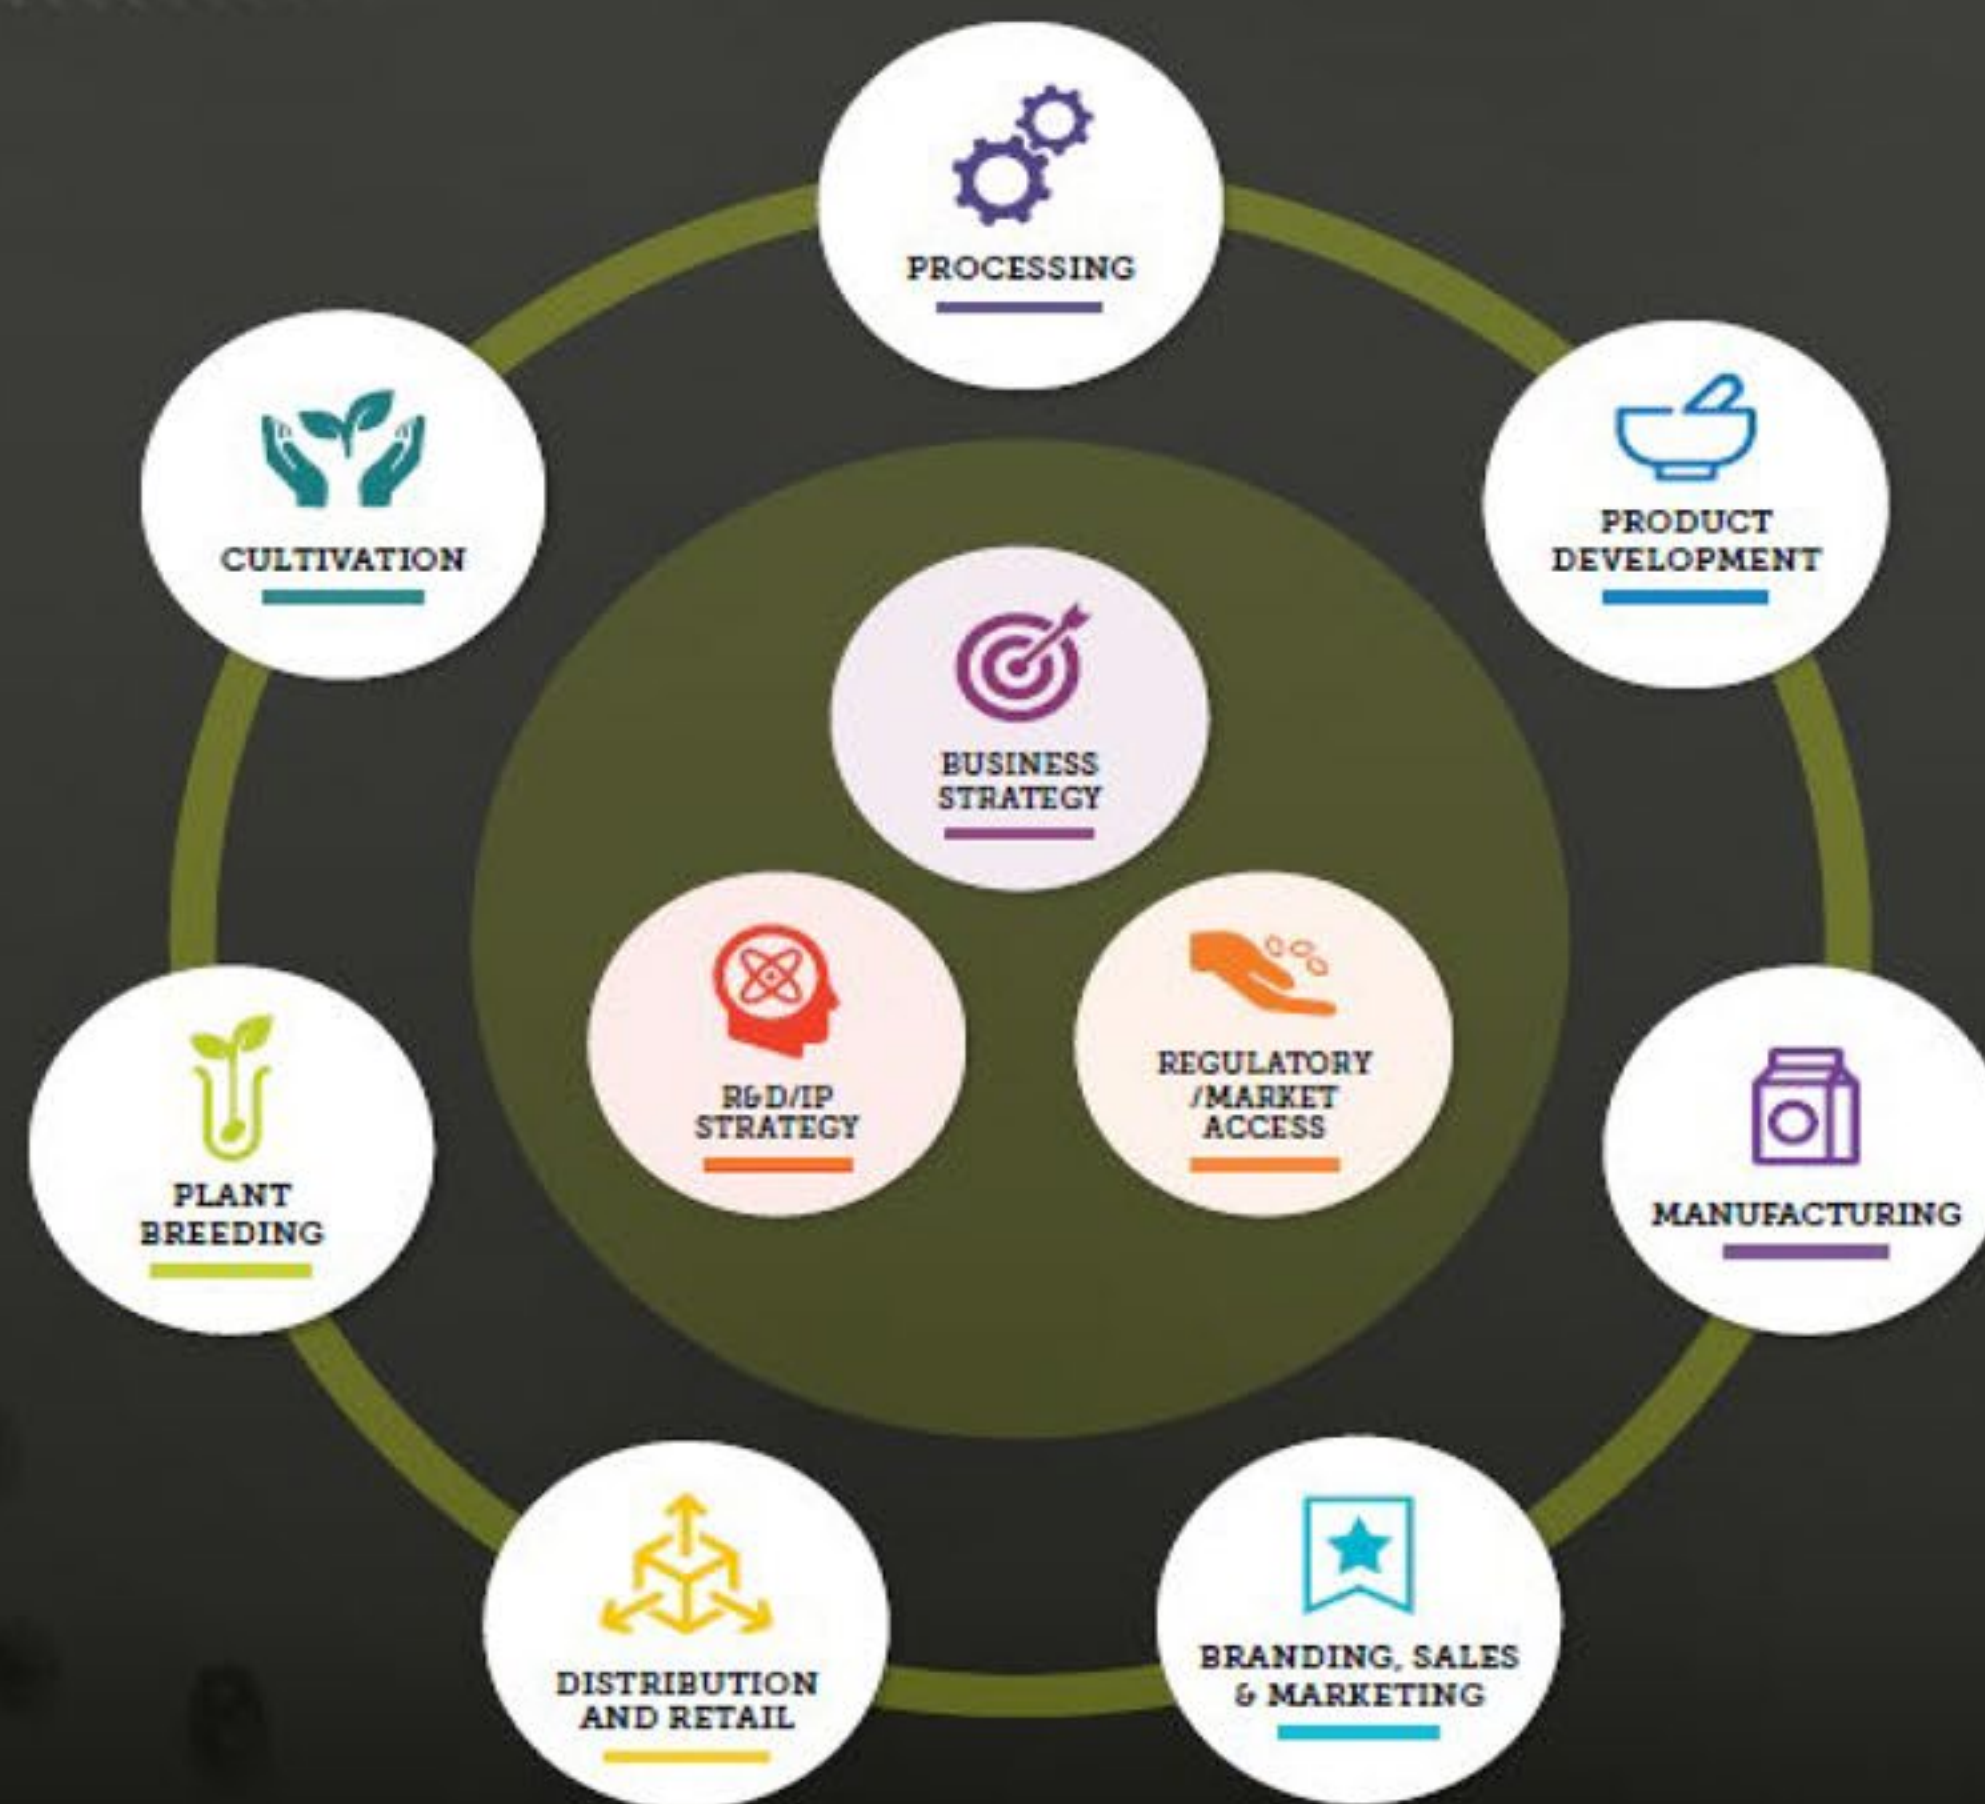 PROCESSING
PRODUCT
DEVELOPMENT
CULTIVATION
BUSINESS
STRATEGY
R&D/IP
STRATEGY
REGULATORY
/MARKET
ACCESS
PLANT
BREEDING
MANUFACTURING
DISTRIBUTION
AND RETAIL
BRANDING, SALES
& MARKETING